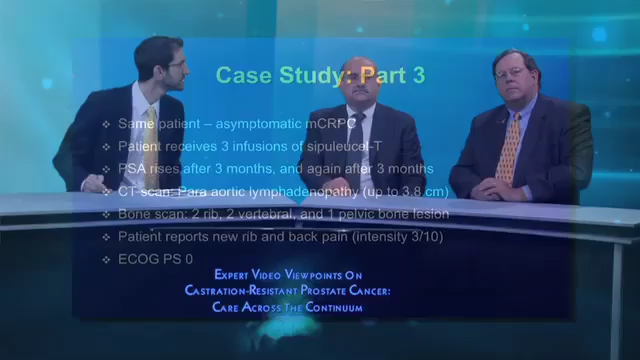 Case Study: Part 3
❖ Same patient – asymptomatic mCRPC
❖ Patient receives 3 infusions of sipuleucel-T
❖ PSA rises after 3 months, and again after 3 months
❖ CT scan: Para aortic lymphadenopathy (up to 3.8 cm)
❖ Bone scan: 2 rib, 2 vertebral, and 1 pelvic bone lesion
❖ Patient reports new rib and back pain (intensity 3/10)
❖ ECOG PS 0
Expert Video Viewpoints On
Castration-Resistant Prostate Cancer:
Care Across The Continuum